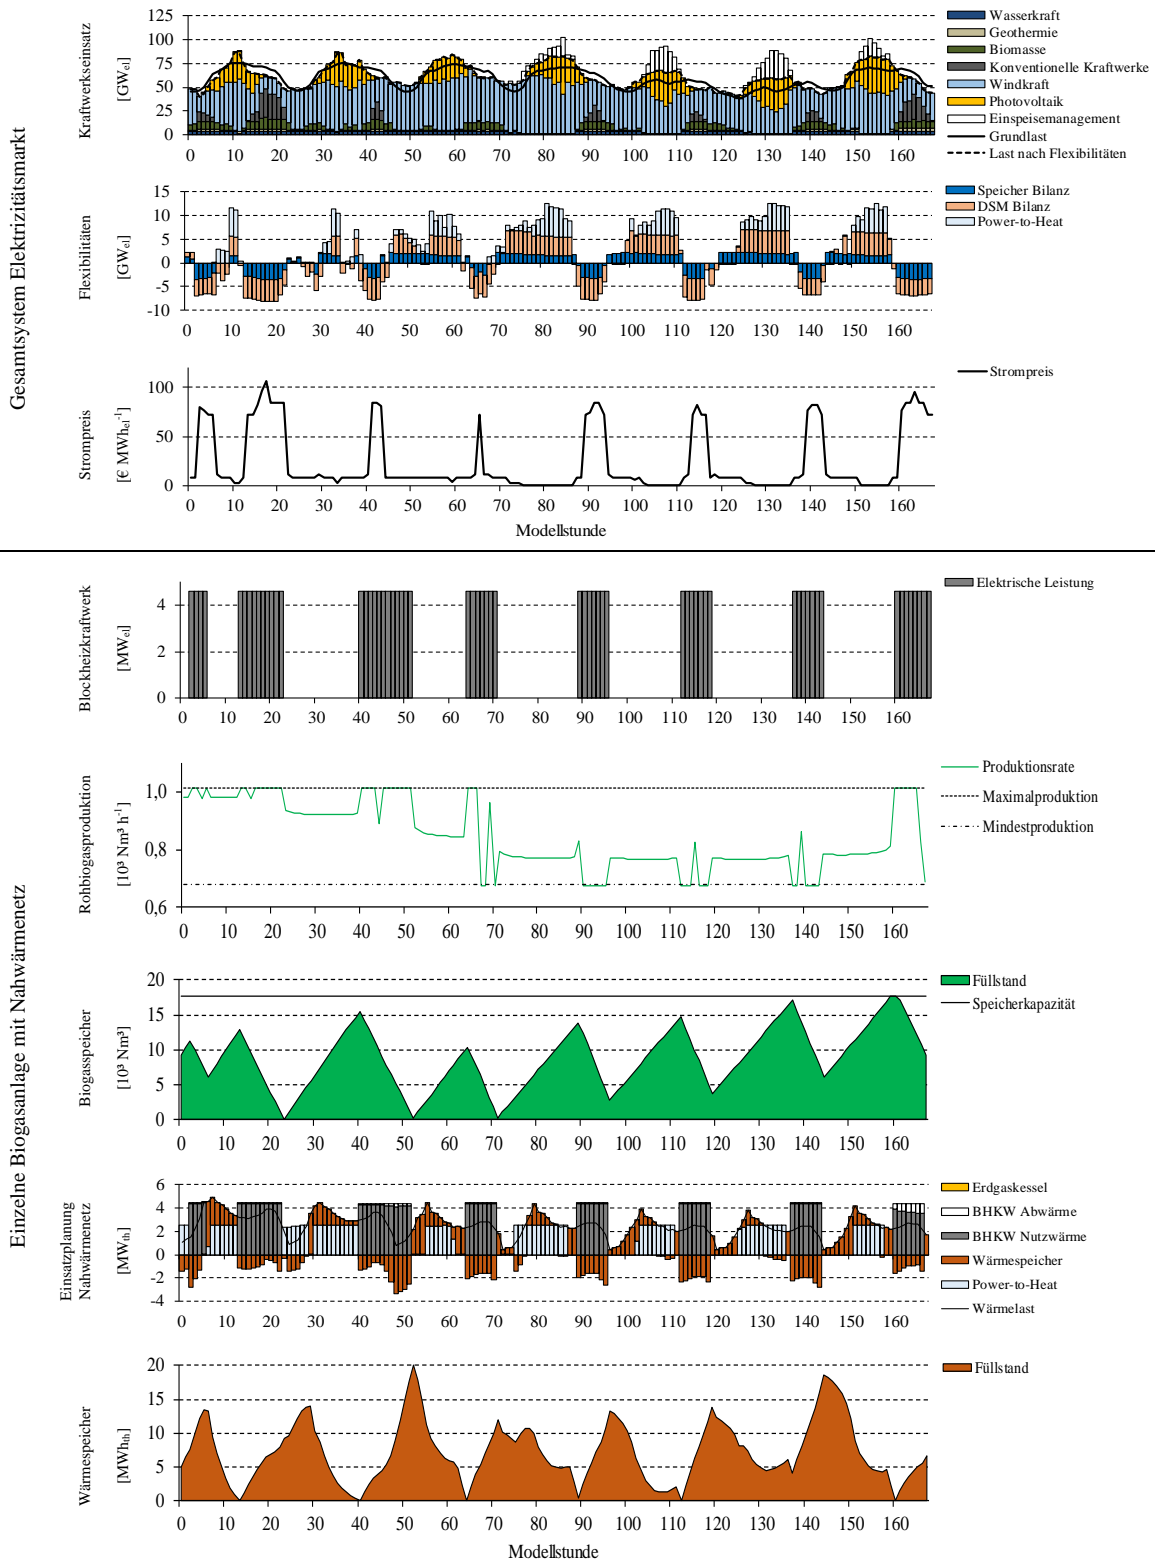 Gesamtsystem Elektrizitätsmarkt
Kraftwerkseinsatz
[GWel]
125
100
75
50
25
0
0 10 20 30 40 50 60 70 80 90 100 110 120 130 140 150 160
Wasserkraft
Geothermie
Biomasse
Konventionelle Kraftwerke
Windkraft
Photovoltaik
Einspeisemanagement
Grundlast
Last nach Flexibilitäten
Flexibilitäten
[GWel]
15
10
5
0
-5
-10
0 10 20 30 40 50 60 70 80 90 100 110 120 130 140 150 160
Speicher Bilanz
DSM Bilanz
Power-to-Heat
Strompreis
[€ MWhel-1]
100
50
0
0 10 20 30 40 50 60 70 80 90 100 110 120 130 140 150 160
Modellstunde
Strompreis
Einzelne Biogasanlage mit Nahwärmenetz
Blockheizkraftwerk
[MWel]
4
2
0
0 10 20 30 40 50 60 70 80 90 100 110 120 130 140 150 160
Elektrische Leistung
Rohbiogasproduktion
[10³ Nm³ h-1]
1,0
0,8
0,6
0 10 20 30 40 50 60 70 80 90 100 110 120 130 140 150 160
Produktionsrate
Maximalproduktion
Mindestproduktion
Biogasspeicher
[10³ Nm³]
20
15
10
5
0
0 10 20 30 40 50 60 70 80 90 100 110 120 130 140 150 160
Füllstand
Speicherkapazität
Einsatzplanung
Nahwärmenetz
[MWth]
6
4
2
0
-2
-4
0 10 20 30 40 50 60 70 80 90 100 110 120 130 140 150 160
Erdgaskessel
BHKW Abwärme
BHKW Nutzwärme
Wärmespeicher
Power-to-Heat
Wärmelast
Wärmespeicher
[MWhth]
20
15
10
5
0
0 10 20 30 40 50 60 70 80 90 100 110 120 130 140 150 160
Modellstunde
Füllstand